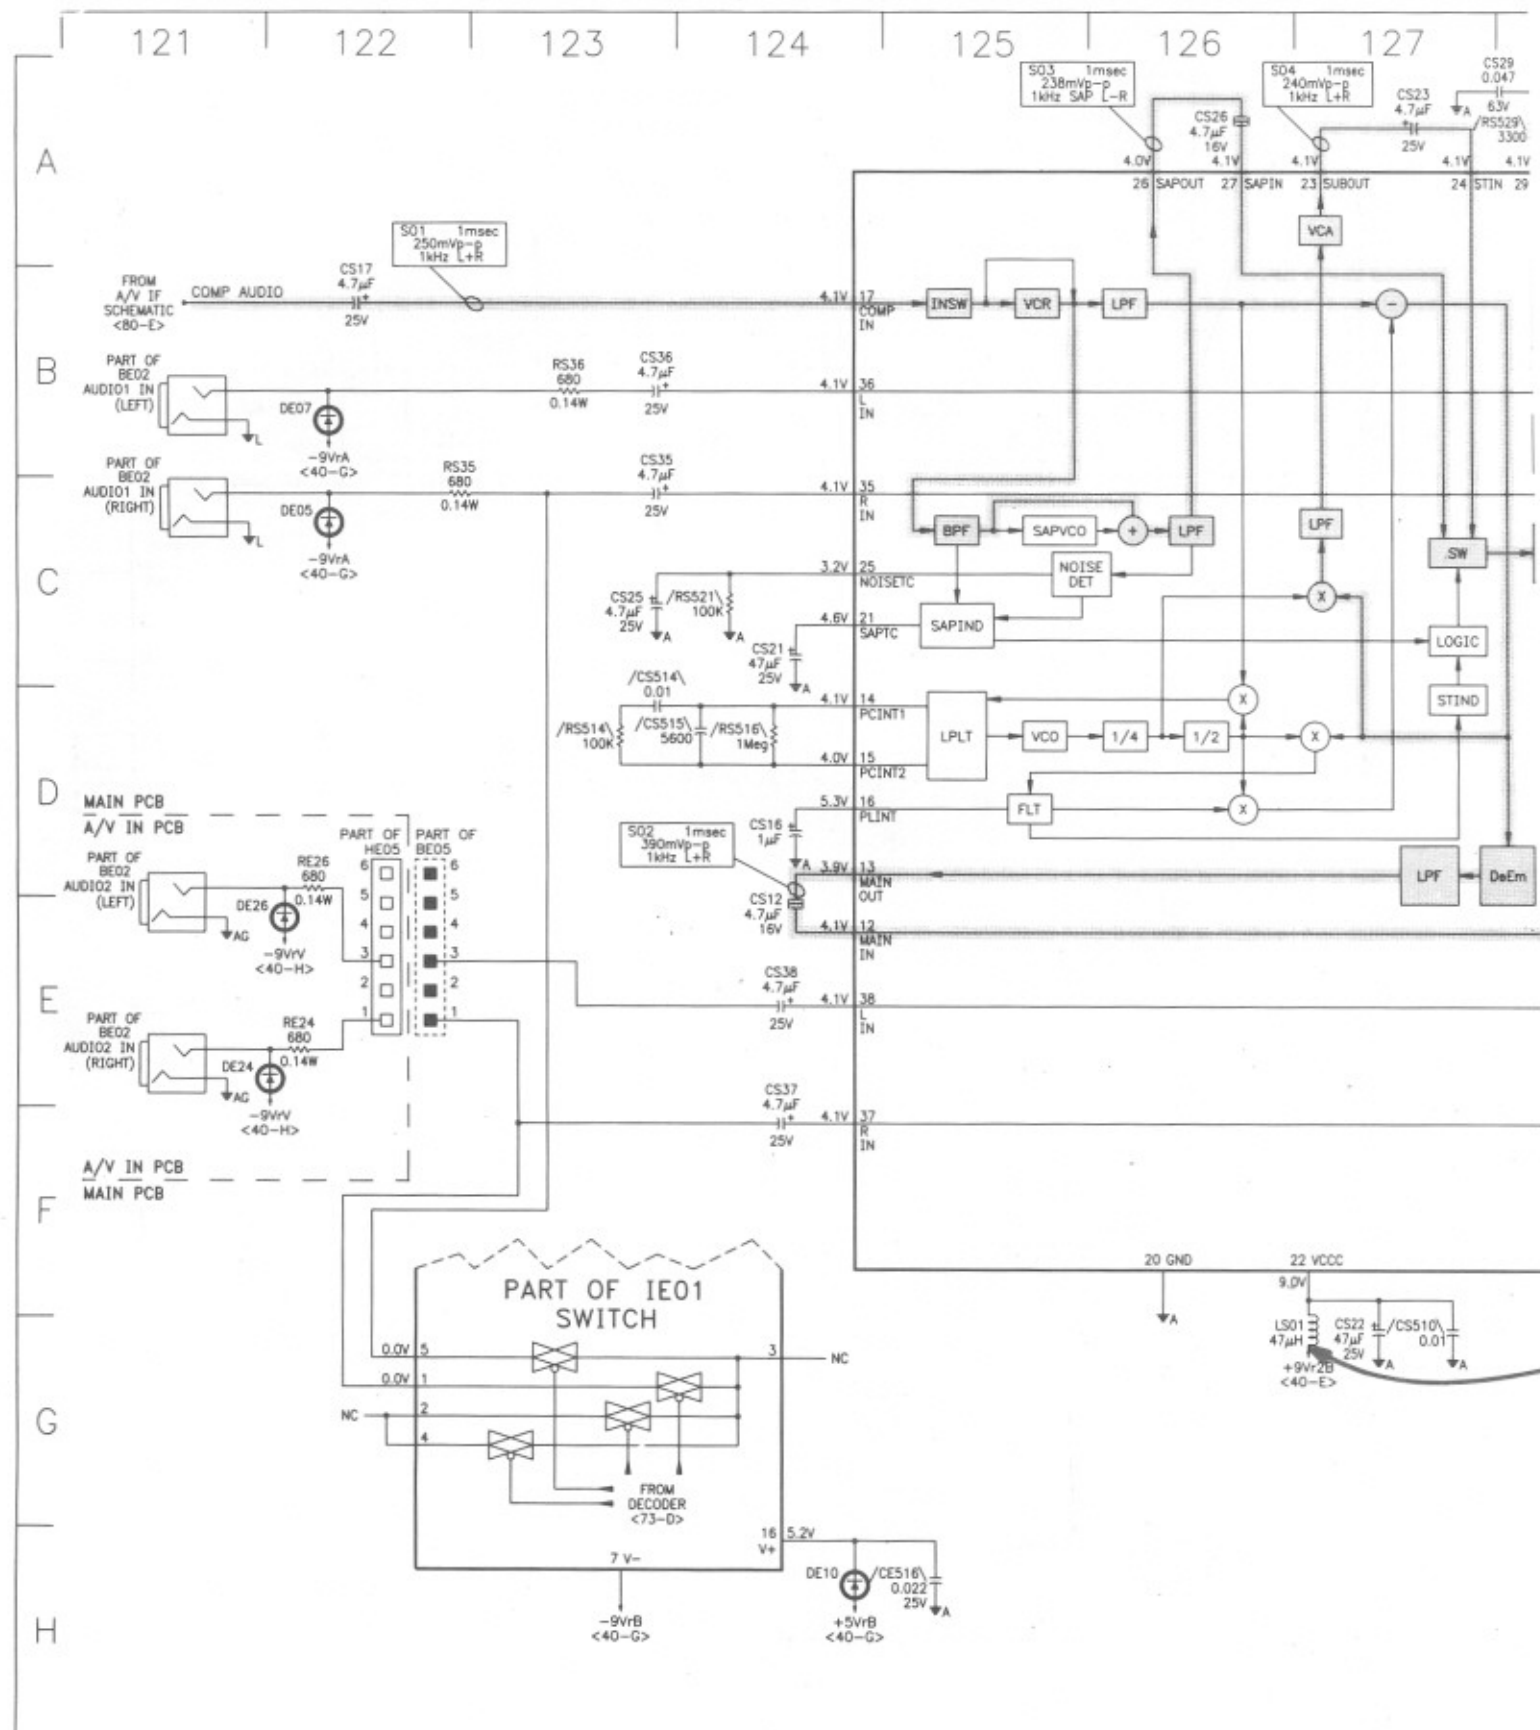 121 122 123 124 125 126 127
A
B
C
D
E
F
G
H
S03 1msec
238mVp-p
1kHz SAP L-R
S04 1msec
240mVp-p
1kHz L+R
CS29
0.047
63V
A
CS23
4.7µF
25V
/RS529\
3300
CS26
4.7µF
16V
4.0V 4.1V 4.1V 4.1V 4.1V
26 SAPOUT 27 SAPIN 23 SUBOUT 24 STIN 29
S01 1msec
250mVp-p
1kHz L+R
VCA
FROM
A/V IF
SCHEMATIC
<80-E>
COMP AUDIO
CS17
4.7µF
25V
4.1V 17
COMP
IN
INSW VCR LPF −
PART OF
BE02
AUDIO1 IN
(LEFT)
L
DE07
-9VrA
<40-G>
RS36
680
0.14W
CS36
4.7µF
25V
4.1V 36
L
IN
PART OF
BE02
AUDIO1 IN
(RIGHT)
L
DE05
-9VrA
<40-G>
RS35
680
0.14W
CS35
4.7µF
25V
4.1V 35
R
IN
BPF SAPVCO + LPF LPF SW
3.2V 25
NOISETC
NOISE
DET
CS25
4.7µF
25V
A
/RS521\
100K
A
X
4.6V 21
SAPTC
SAPIND
LOGIC
CS21
47µF
25V
A
/CS514\
0.01
/RS514\
100K
/CS515\
5600
/RS516\
1Meg
4.1V 14
PCINT1
4.0V 15
PCINT2
LPLT VCO 1/4 1/2 X X
STIND
5.3V 16
PLINT
FLT X
MAIN PCB
A/V IN PCB
PART OF
HE05
PART OF
BE05
6 6
5 5
4 4
3 3
2 2
1 1
S02 1msec
390mVp-p
1kHz L+R
CS16
1µF
A
3.9V 13
MAIN
OUT
LPF DeEm
CS12
4.7µF
16V
4.1V 12
MAIN
IN
PART OF
BE02
AUDIO2 IN
(LEFT)
AG
DE26
-9VrV
<40-H>
RE26
680
0.14W
CS38
4.7µF
25V
4.1V 38
L
IN
PART OF
BE02
AUDIO2 IN
(RIGHT)
AG
DE24
-9VrV
<40-H>
RE24
680
0.14W
CS37
4.7µF
25V
4.1V 37
R
IN
A/V IN PCB
MAIN PCB
20 GND 22 VCCC
9.0V
A
LS01
47µH
+9Vr2B
<40-E>
CS22
47µF
25V
A
/CS510\
0.01
A
PART OF IE01
SWITCH
0.0V 5 3 NC
0.0V 1
NC 2
4
FROM
DECODER
<73-D>
16 5.2V
V+
7 V-
-9VrB
<40-G>
DE10
+5VrB
<40-G>
/CE516\
0.022
25V
A